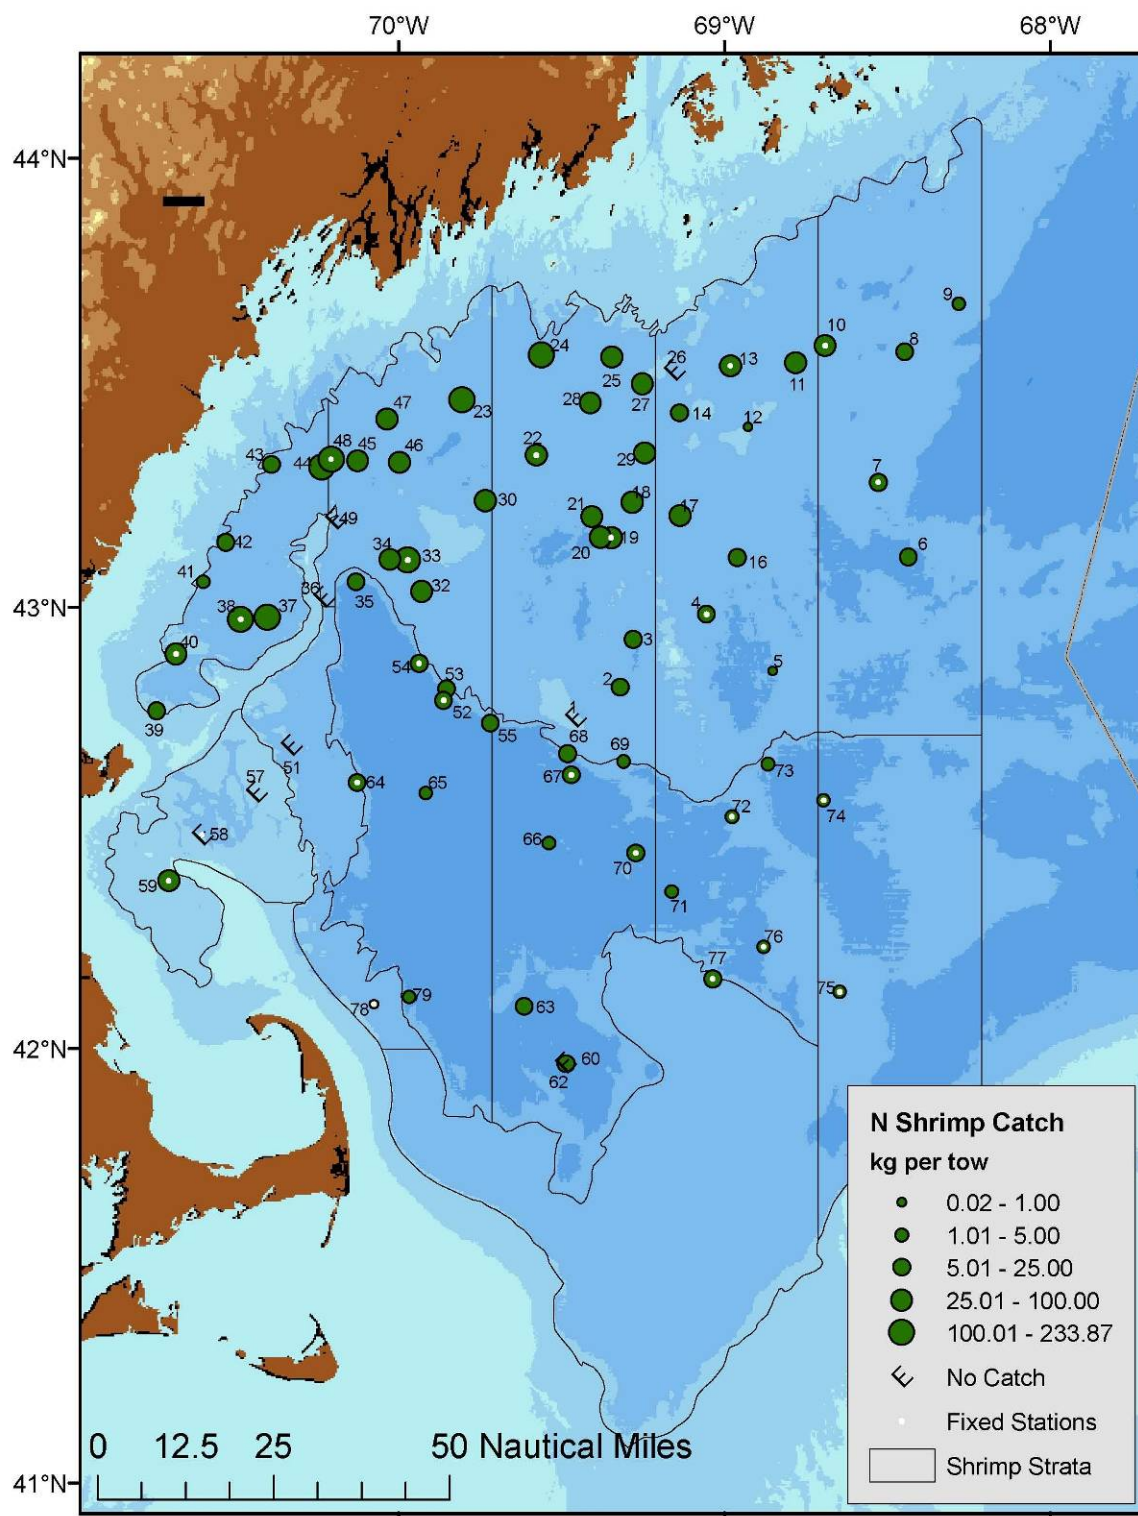 70°W 69°W 68°W
44°N
9
10
24 8
26 13
25 11
27
28 14
23 12
47
22
48 45 46 29
43 44 7
30 18
21 17
49
19
20
42 34 33 16 6
41 36 35 32
43°N
38 37 4
3
40 54 5
53 2
52 1
39 55
68 69
51 67 73
57 64 65
74
72
58 66
70
59 71
76
77
75
78 79 63
42°N
60
62
N Shrimp Catch
kg per tow
0.02 - 1.00
1.01 - 5.00
5.01 - 25.00
25.01 - 100.00
100.01 - 233.87
No Catch
Fixed Stations
Shrimp Strata
0 12.5 25 50 Nautical Miles
41°N